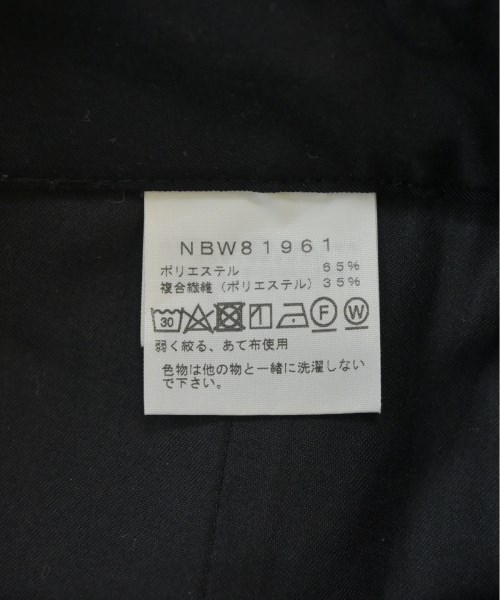 NBW81961
ポリエステル 65%
複合繊維(ポリエステル)35%
30 F W
弱く絞る、あて布使用
色物は他の物と一緒に洗濯しない
で下さい。